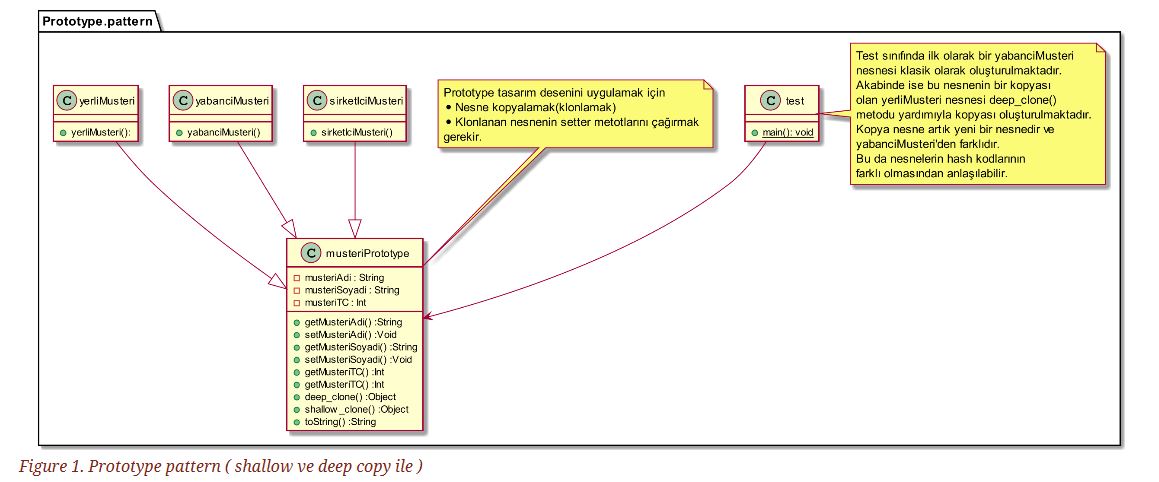 Prototype.pattern
C yerliMusteri
yerliMusteri():
C yabanciMusteri
yabanciMusteri()
C sirketIciMusteri
sirketIciMusteri()
Prototype tasarım desenini uygulamak için
• Nesne kopyalamak(klonlamak)
• Klonlanan nesnenin setter metotlarını çağırmak
gerekir.
C test
main(): void
Test sınıfında ilk olarak bir yabanciMusteri
nesnesi klasik olarak oluşturulmaktadır.
Akabinde ise bu nesnenin bir kopyası
olan yerliMusteri nesnesi deep_clone()
metodu yardımıyla kopyası oluşturulmaktadır.
Kopya nesne artık yeni bir nesnedir ve
yabanciMusteri'den farklıdır.
Bu da nesnelerin hash kodlarının
farklı olmasından anlaşılabilir.
C musteriPrototype
musteriAdi : String
musteriSoyadi : String
musteriTC : Int
getMusteriAdi() :String
setMusteriAdi() :Void
getMusteriSoyadi() :String
setMusteriSoyadi() :Void
getMusteriTC() :Int
getMusteriTC() :Int
deep_clone() :Object
shallow_clone() :Object
toString() :String
Figure 1. Prototype pattern ( shallow ve deep copy ile )